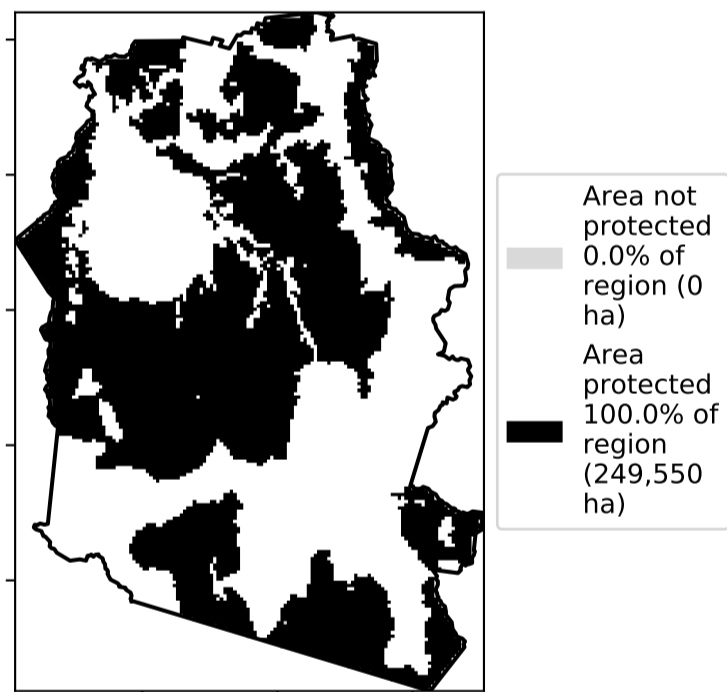 Area not
protected
0.0% of
region (0
ha)
Area
protected
100.0% of
region
(249,550
ha)